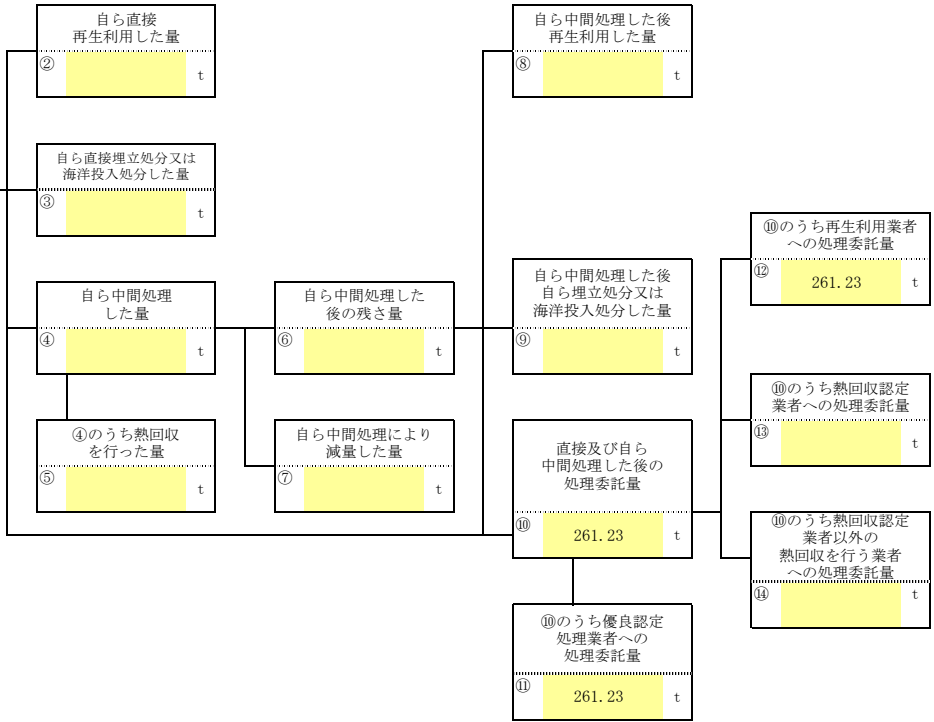 自ら直接
再生利用した量
②
t
自ら中間処理した後
再生利用した量
⑧
t
自ら直接埋立処分又は
海洋投入処分した量
③
t
⑩のうち再生利用業者
への処理委託量
⑫
261.23
t
自ら中間処理
した量
④
t
自ら中間処理した
後の残さ量
⑥
t
自ら中間処理した後
自ら埋立処分又は
海洋投入処分した量
⑨
t
⑩のうち熱回収認定
業者への処理委託量
⑬
t
④のうち熱回収
を行った量
⑤
t
自ら中間処理により
減量した量
⑦
t
直接及び自ら
中間処理した後の
処理委託量
⑩
261.23
t
⑩のうち熱回収認定
業者以外の
熱回収を行う業者
への処理委託量
⑭
t
⑩のうち優良認定
処理業者への
処理委託量
⑪
261.23
t